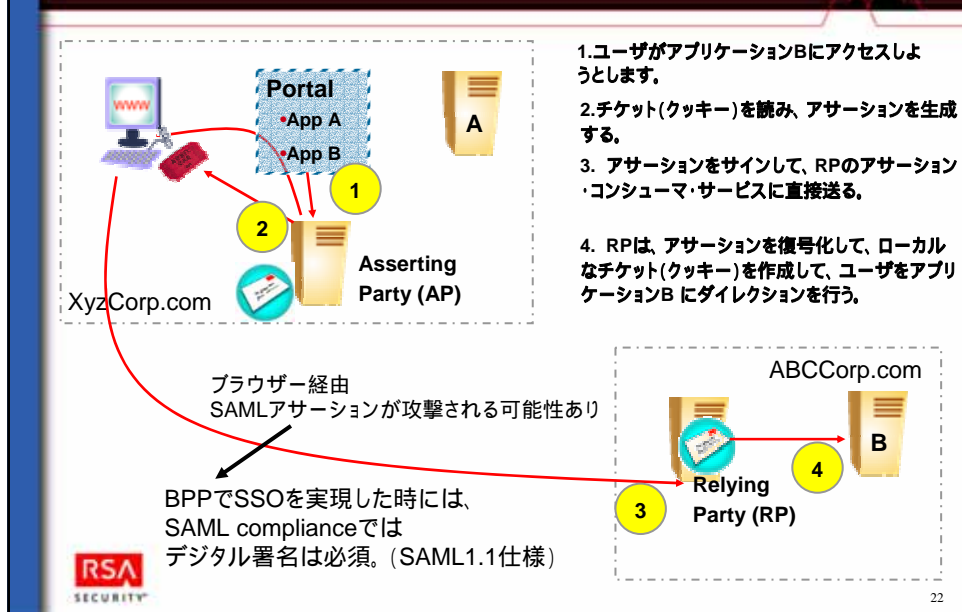 1.ユーザがアプリケーションBにアクセスしよ
うとします。
2.チケット(クッキー)を読み、アサーションを生成
する。
3. アサーションをサインして、RPのアサーション
・コンシューマ・サービスに直接送る。
4. RPは、アサーションを復号化して、ローカル
なチケット(クッキー)を作成して、ユーザをアプリ
ケーションB にダイレクションを行う。
www
Portal
•App A
•App B
A
1
2
Asserting
Party (AP)
XyzCorp.com
ブラウザー経由
SAMLアサーションが攻撃される可能性あり
BPPでSSOを実現した時には、
SAML complianceでは
デジタル署名は必須。(SAML1.1仕様)
ABCCorp.com
B
4
3
Relying
Party (RP)
RSA
SECURITY™
22